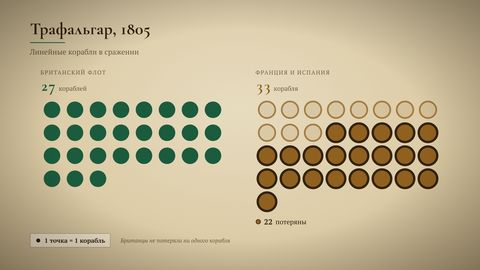 Трафальгар, 1805
Линейные корабли в сражении
БРИТАНСКИЙ ФЛОТ
27 кораблей
ФРАНЦИЯ И ИСПАНИЯ
33 корабля
22 потеряны
1 точка = 1 корабль
Британцы не потеряли ни одного корабля